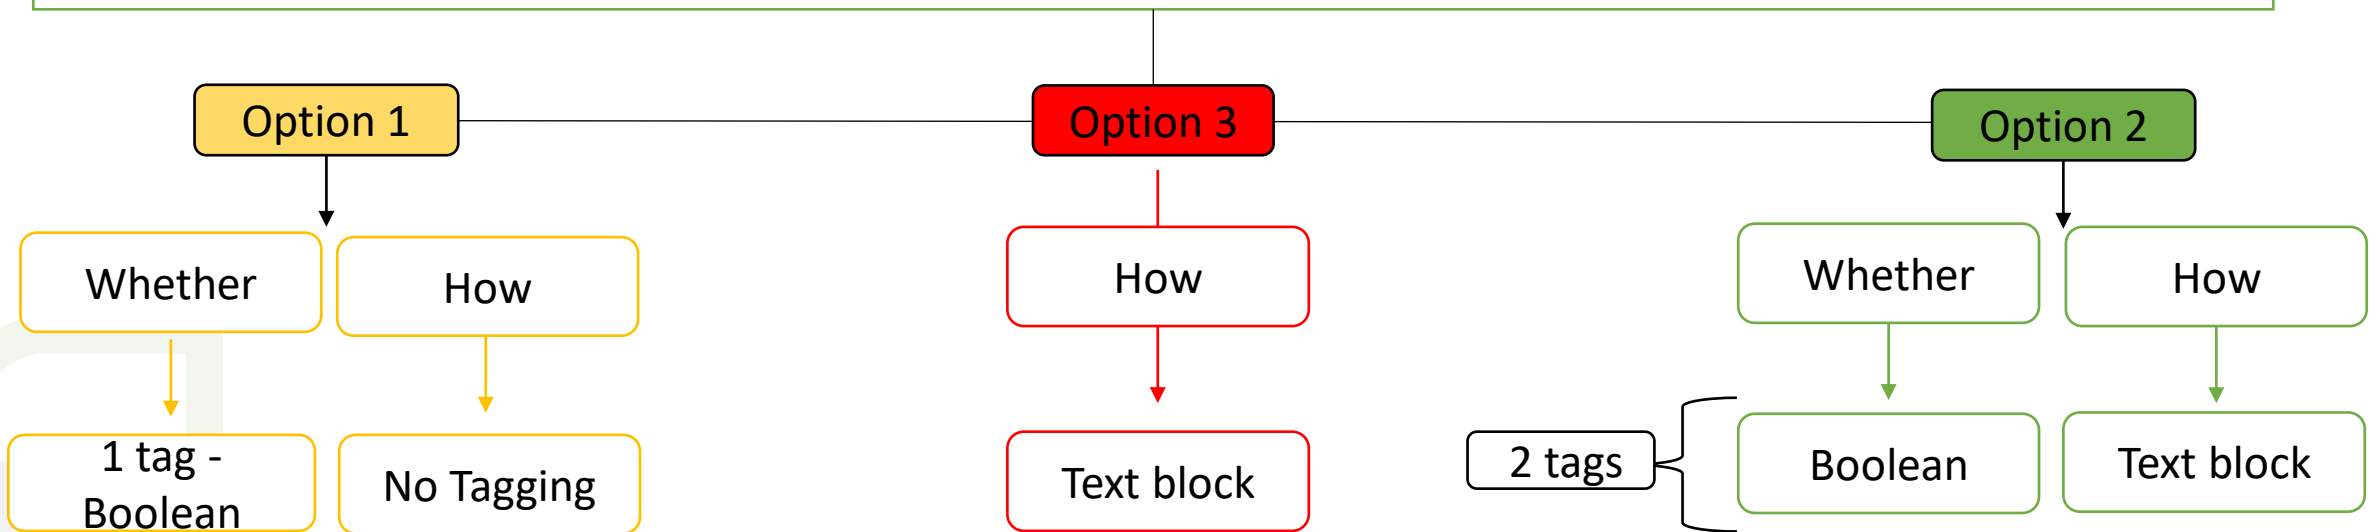 Option 1
Option 3
Option 2
Whether
How
How
Whether
How
1 tag -
Boolean
No Tagging
Text block
2 tags
Boolean
Text block